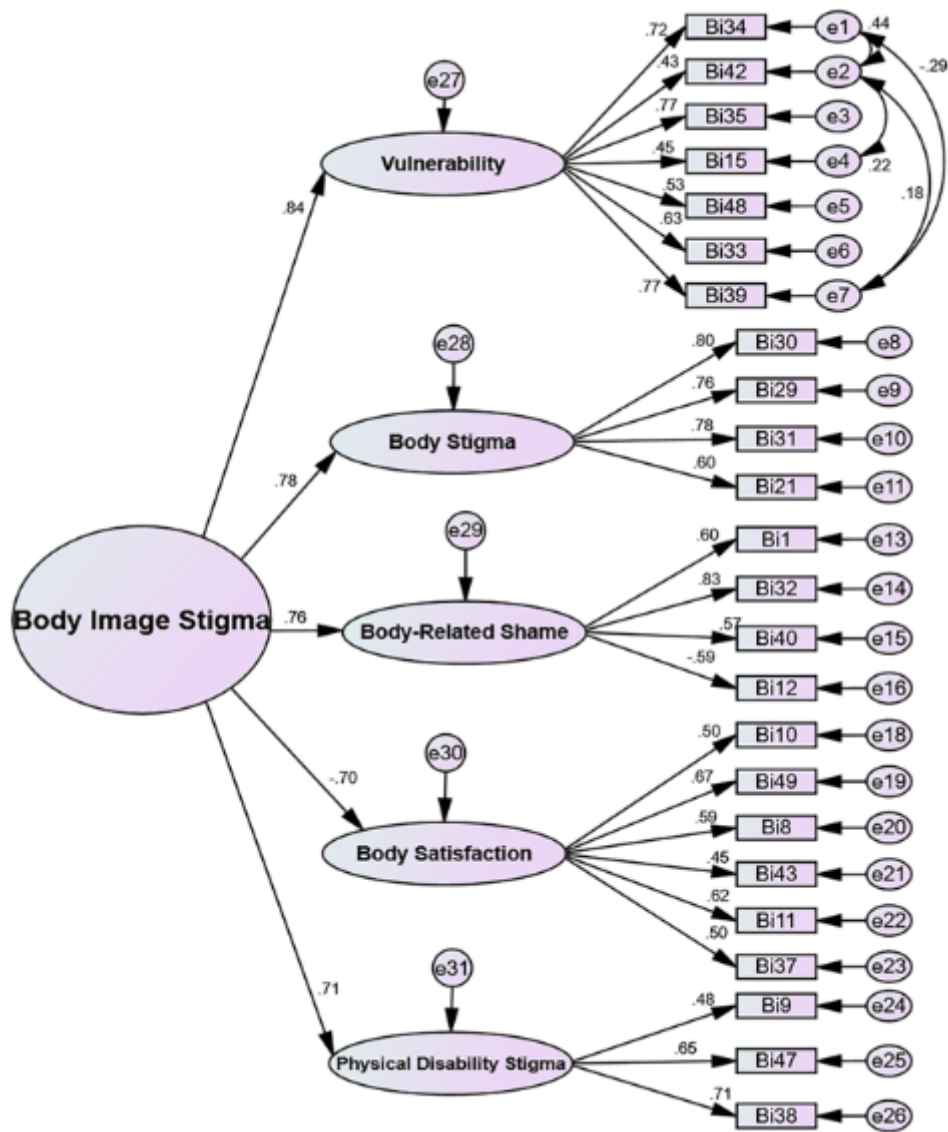 .72 Bi34 e1 .44
.43 Bi42 e2 -.29
e27
.77 Bi35 e3
Vulnerability
.45 Bi15 e4 .22
.84
.53 Bi48 e5 .18
.63 Bi33 e6
.77 Bi39 e7
e28
.80 Bi30 e8
.76 Bi29 e9
Body Stigma
.78 Bi31 e10
.78
.60 Bi21 e11
e29
.60 Bi1 e13
.83 Bi32 e14
Body Image Stigma
.76
Body-Related Shame
.57 Bi40 e15
-.59 Bi12 e16
.50 Bi10 e18
e30
-.70
.67 Bi49 e19
.59 Bi8 e20
Body Satisfaction
.45 Bi43 e21
.62 Bi11 e22
.50 Bi37 e23
e31
.71
.48 Bi9 e24
Physical Disability Stigma
.65 Bi47 e25
.71 Bi38 e26